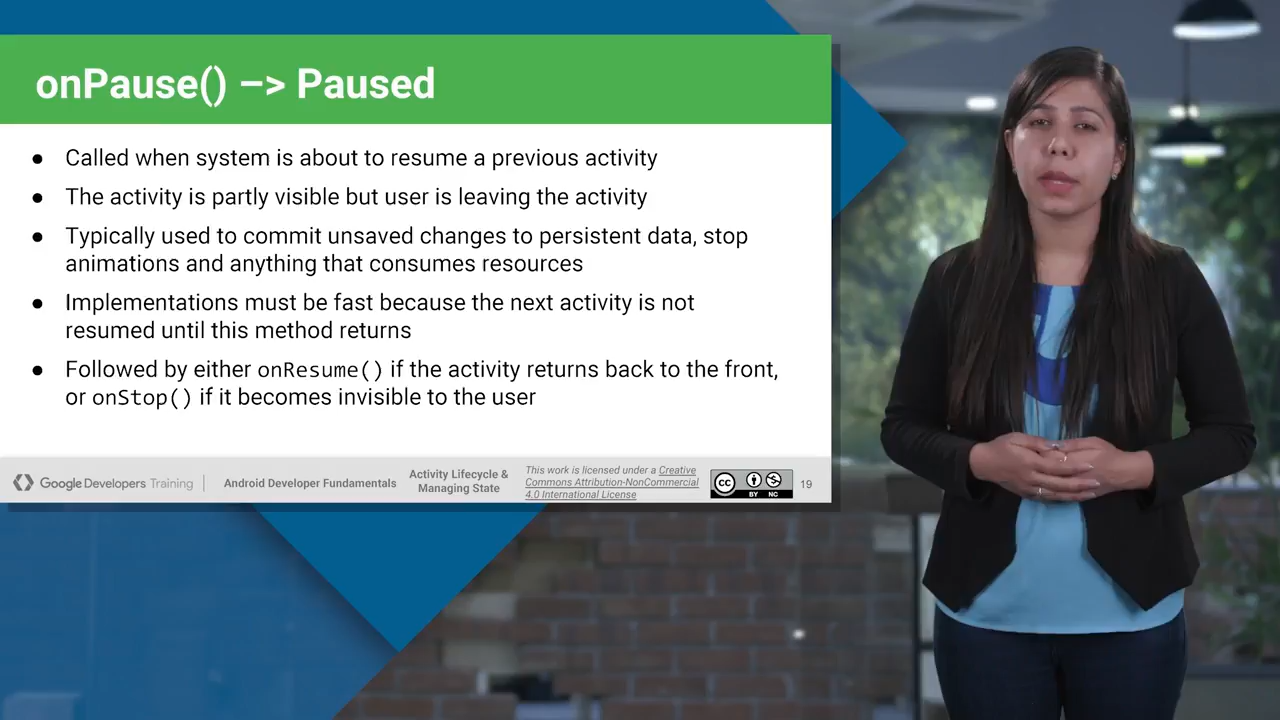 onPause() –> Paused
● Called when system is about to resume a previous activity
● The activity is partly visible but user is leaving the activity
● Typically used to commit unsaved changes to persistent data, stop
animations and anything that consumes resources
● Implementations must be fast because the next activity is not
resumed until this method returns
● Followed by either onResume() if the activity returns back to the front,
or onStop() if it becomes invisible to the user
Google Developers Training
Android Developer Fundamentals
Activity Lifecycle &
Managing State
This work is licensed under a Creative
Commons Attribution-NonCommercial
4.0 International License
cc
BY NC
19